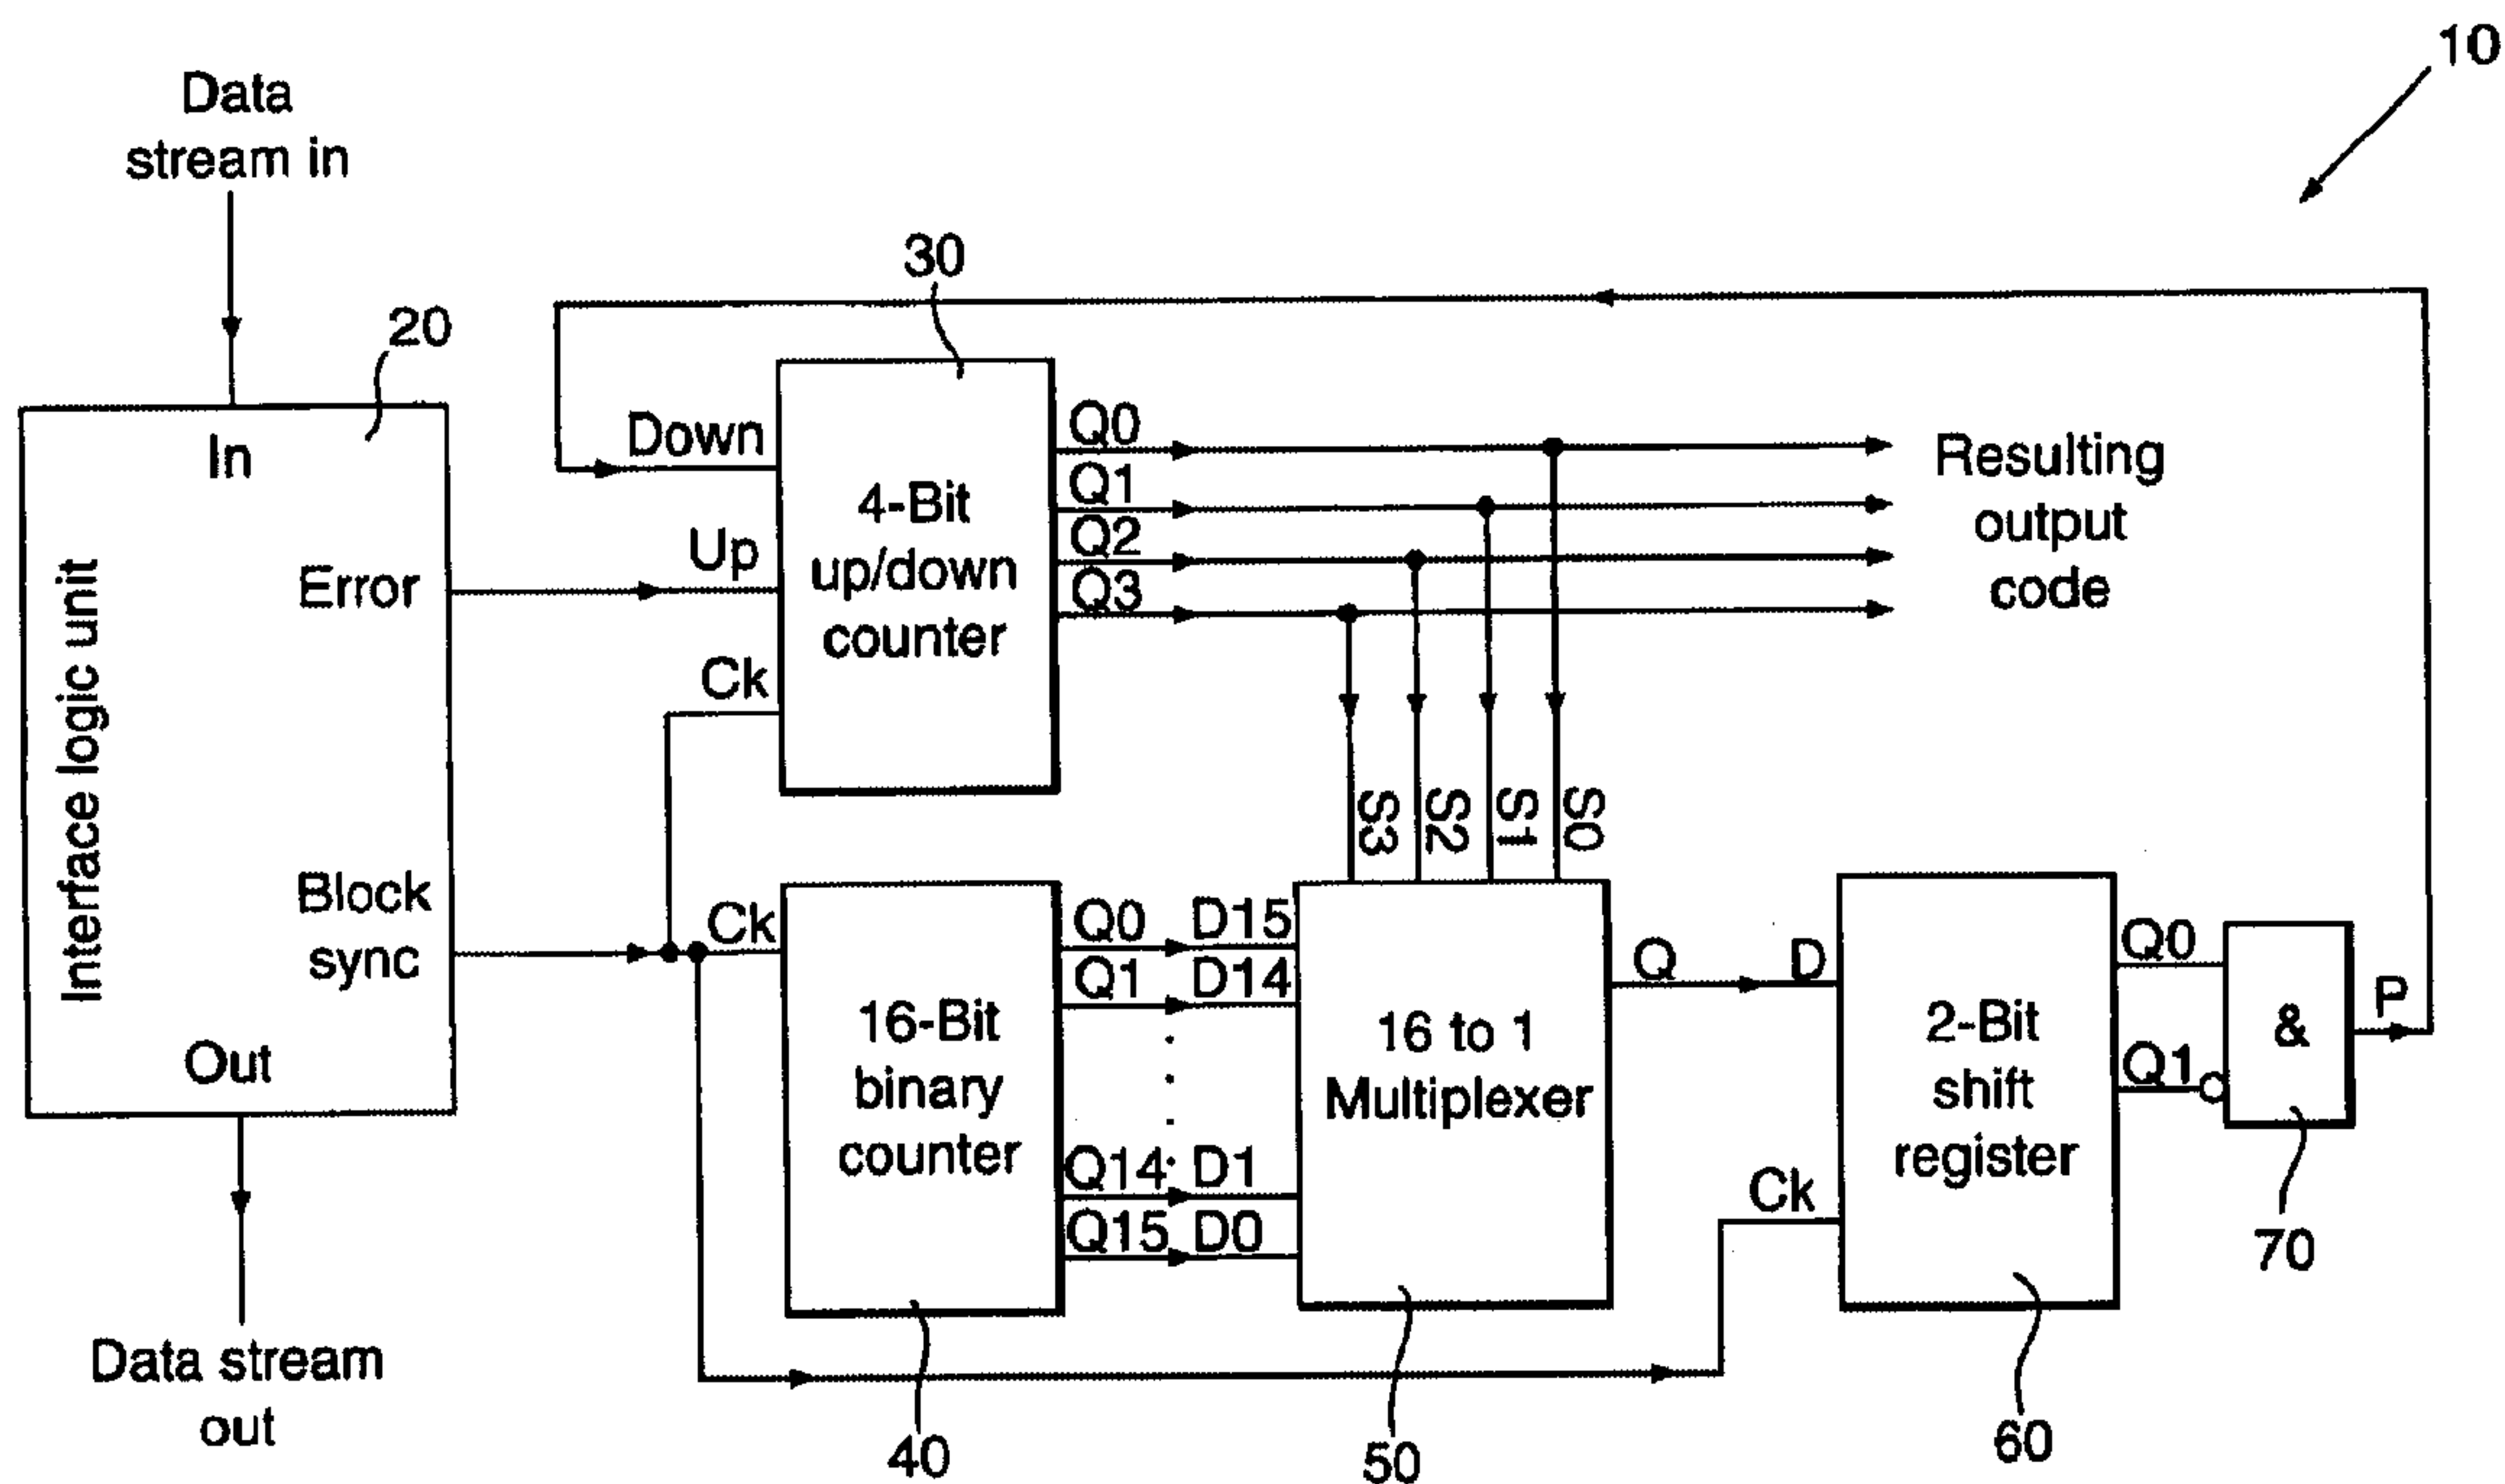 10
Data
stream in
20
In
Error
Block
sync
Out
Interface logic unit
Data stream
out
30
Down
Up
Ck
4-Bit
up/down
counter
Q0
Q1
Q2
Q3
Resulting
output
code
S3
S2
S1
S0
Ck
16-Bit
binary
counter
Q0 D15
Q1 D14
Q14 D1
Q15 D0
40
16 to 1
Multiplexer
50
Q D
Ck
2-Bit
shift
register
60
Q0
Q1
&
70
P